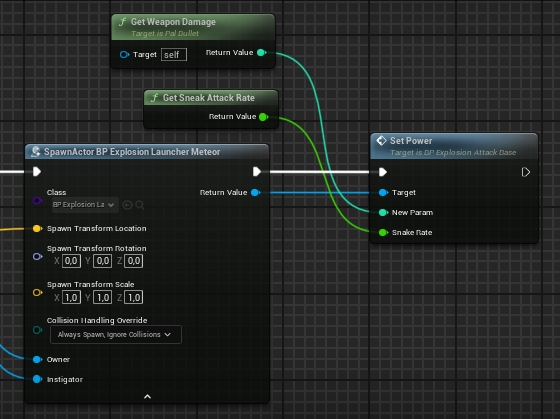 Get Weapon Damage
Target is Pal Bullet
Target self Return Value
Get Sneak Attack Rate
Return Value
Set Power
Target is BP Explosion Attack Base
Target
New Param
Snake Rate
SpawnActor BP Explosion Launcher Meteor
Class Return Value
BP Explosion La
Spawn Transform Location
Spawn Transform Rotation
X 0,0 Y 0,0 Z 0,0
Spawn Transform Scale
X 1,0 Y 1,0 Z 1,0
Collision Handling Override
Always Spawn, Ignore Collisions
Owner
Instigator